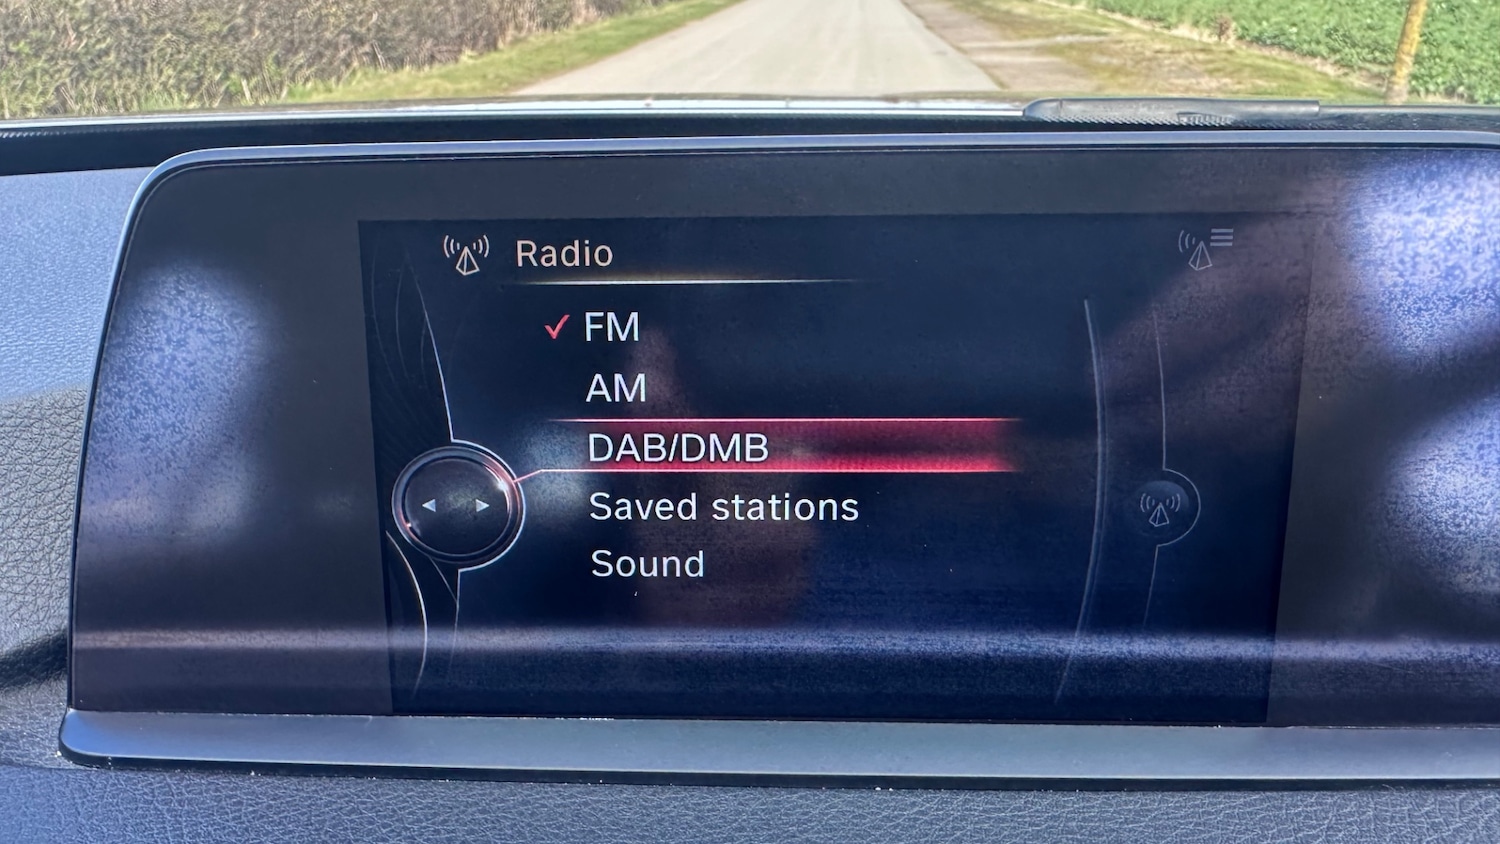 Radio
✓ FM
AM
DAB/DMB
Saved stations
Sound